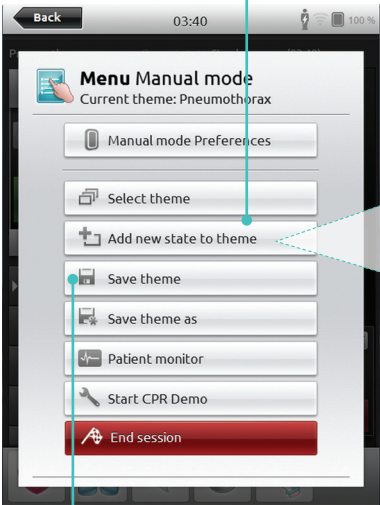 Back
03:40
100 %
Menu Manual mode
Current theme: Pneumothorax
Manual mode Preferences
Select theme
Add new state to theme
Save theme
Save theme as
Patient monitor
Start CPR Demo
End session